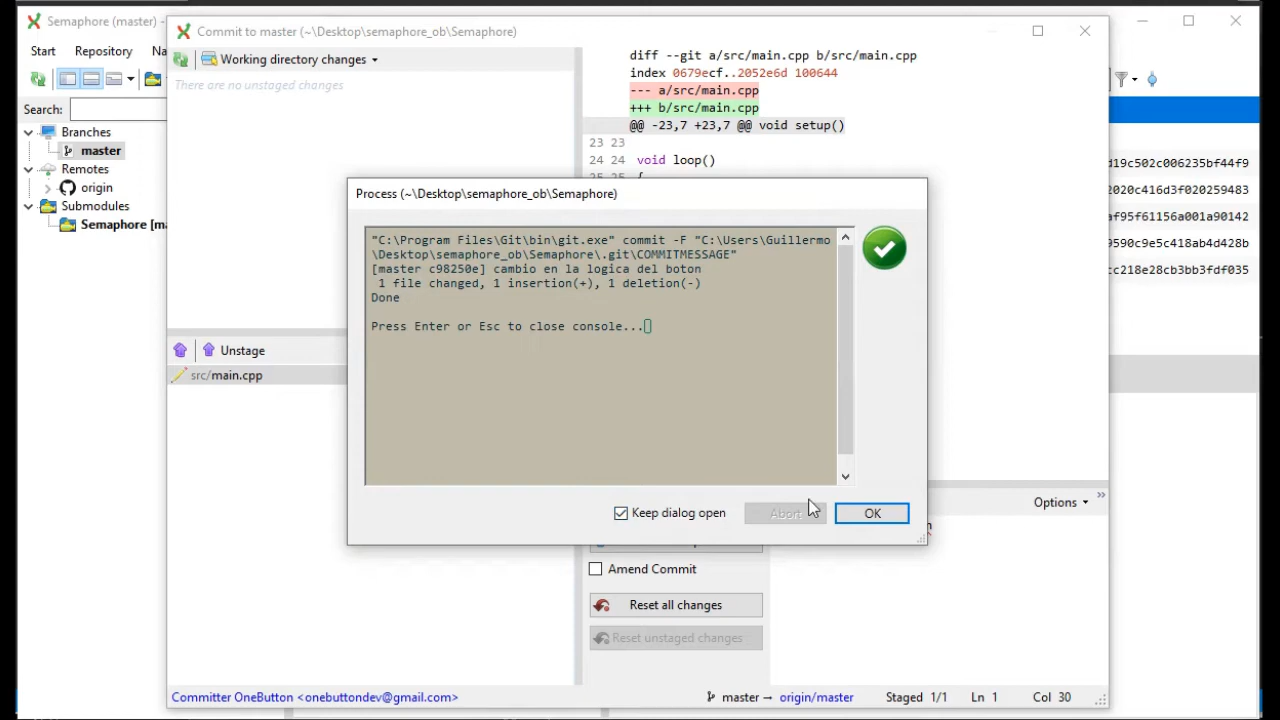 Semaphore (master) -
Start Repository Na
Search:
Branches
master
Remotes
origin
Submodules
Semaphore [ma
Commit to master (~\Desktop\semaphore_ob\Semaphore)
Working directory changes
There are no unstaged changes
Unstage
src/main.cpp
diff --git a/src/main.cpp b/src/main.cpp
index 0679ecf..2052e6d 100644
--- a/src/main.cpp
+++ b/src/main.cpp
@@ -23,7 +23,7 @@ void setup()
23 23
24 24 void loop()
25 25 {
Process (~\Desktop\semaphore_ob\Semaphore)
"C:\Program Files\Git\bin\git.exe" commit -F "C:\Users\Guillermo
\Desktop\semaphore_ob\Semaphore\.git\COMMITMESSAGE"
[master c98250e] cambio en la logica del boton
1 file changed, 1 insertion(+), 1 deletion(-)
Done
Press Enter or Esc to close console...
Keep dialog open
Abort
OK
Options
Amend Commit
Reset all changes
Reset unstaged changes
Committer OneButton <onebuttondev@gmail.com>
master → origin/master
Staged 1/1
Ln 1
Col 30
d19c502c006235bf44f9
2020c416d3f020259483
af95f61156a001a90142
9590c9e5c418ab4d428b
cc218e28cb3bb3fdf035